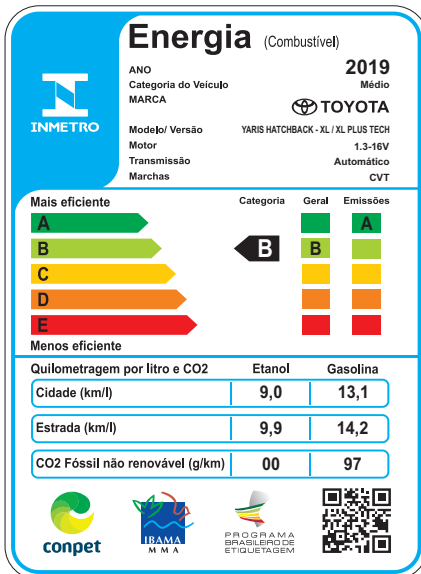 Energia (Combustível)
ANO 2019
Categoria do Veículo Médio
MARCA TOYOTA
INMETRO
Modelo/ Versão YARIS HATCHBACK - XL / XL PLUS TECH
Motor 1.3-16V
Transmissão Automático
Marchas CVT
Mais eficiente Categoria Geral Emissões
A A
B B B
C
D
E
Menos eficiente
Quilometragem por litro e CO2 Etanol Gasolina
Cidade (km/l) 9,0 13,1
Estrada (km/l) 9,9 14,2
CO2 Fóssil não renovável (g/km) 00 97
conpet
IBAMA
M M A
PROGRAMA
BRASILEIRO DE
ETIQUETAGEM